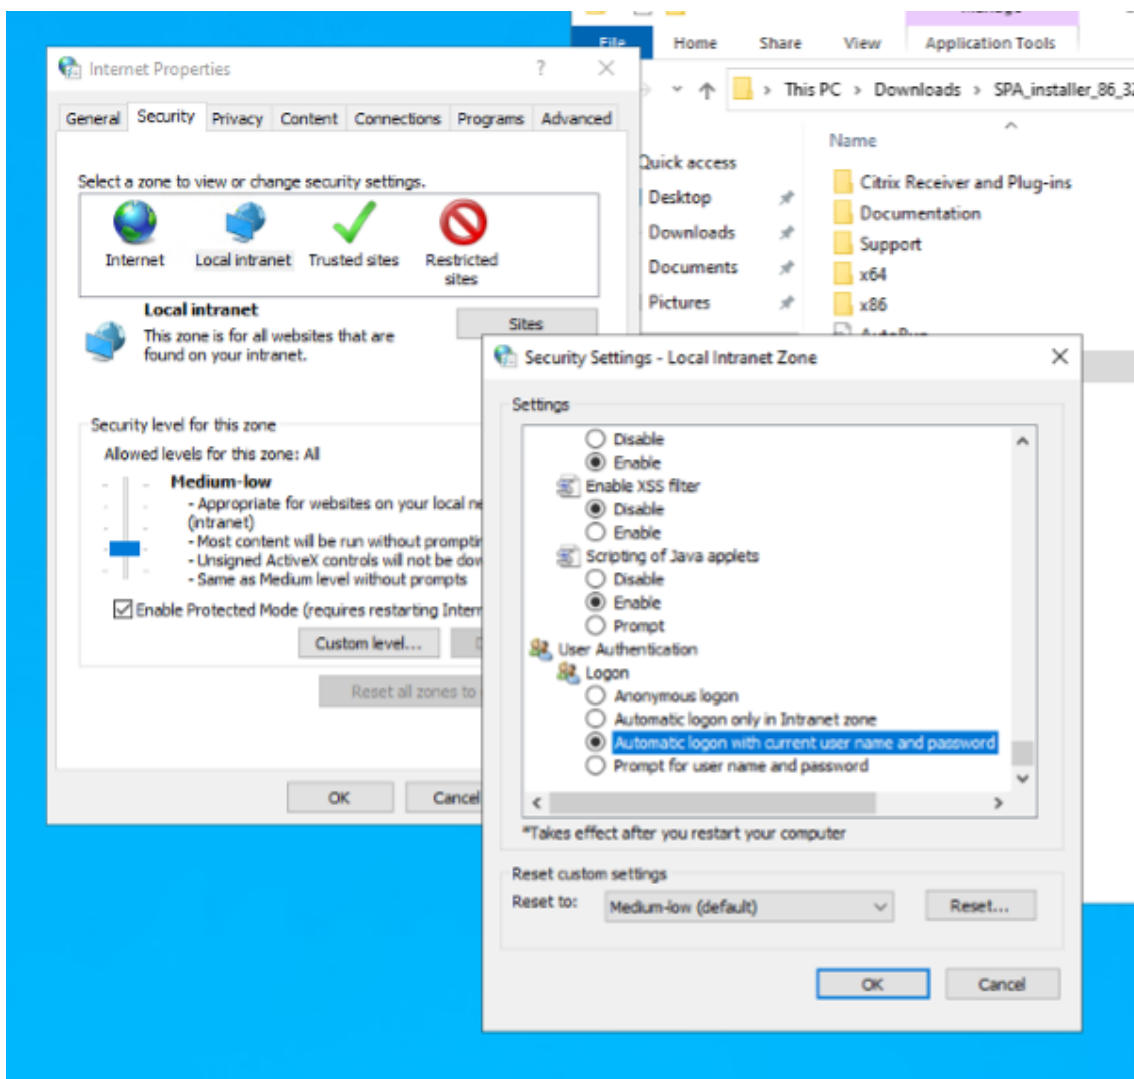 File
Home
Share
View
Application Tools
This PC > Downloads > SPA_installer_86_32
Name
Quick access
Desktop
Downloads
Documents
Pictures
Citrix Receiver and Plug-ins
Documentation
Support
x64
x86
AutoRun
Internet Properties
?
General
Security
Privacy
Content
Connections
Programs
Advanced
Select a zone to view or change security settings.
Internet
Local intranet
Trusted sites
Restricted
sites
Local intranet
This zone is for all websites that are
found on your intranet.
Sites
Security level for this zone
Allowed levels for this zone: All
Medium-low
- Appropriate for websites on your local ne
(intranet)
- Most content will be run without promptin
- Unsigned ActiveX controls will not be dow
- Same as Medium level without prompts
Enable Protected Mode (requires restarting Intern
Custom level...
Reset all zones to
OK
Cancel
Security Settings - Local Intranet Zone
Settings
Disable
Enable
Enable XSS filter
Disable
Enable
Scripting of Java applets
Disable
Enable
Prompt
User Authentication
Logon
Anonymous logon
Automatic logon only in Intranet zone
Automatic logon with current user name and password
Prompt for user name and password
*Takes effect after you restart your computer
Reset custom settings
Reset to:
Medium-low (default)
Reset...
OK
Cancel